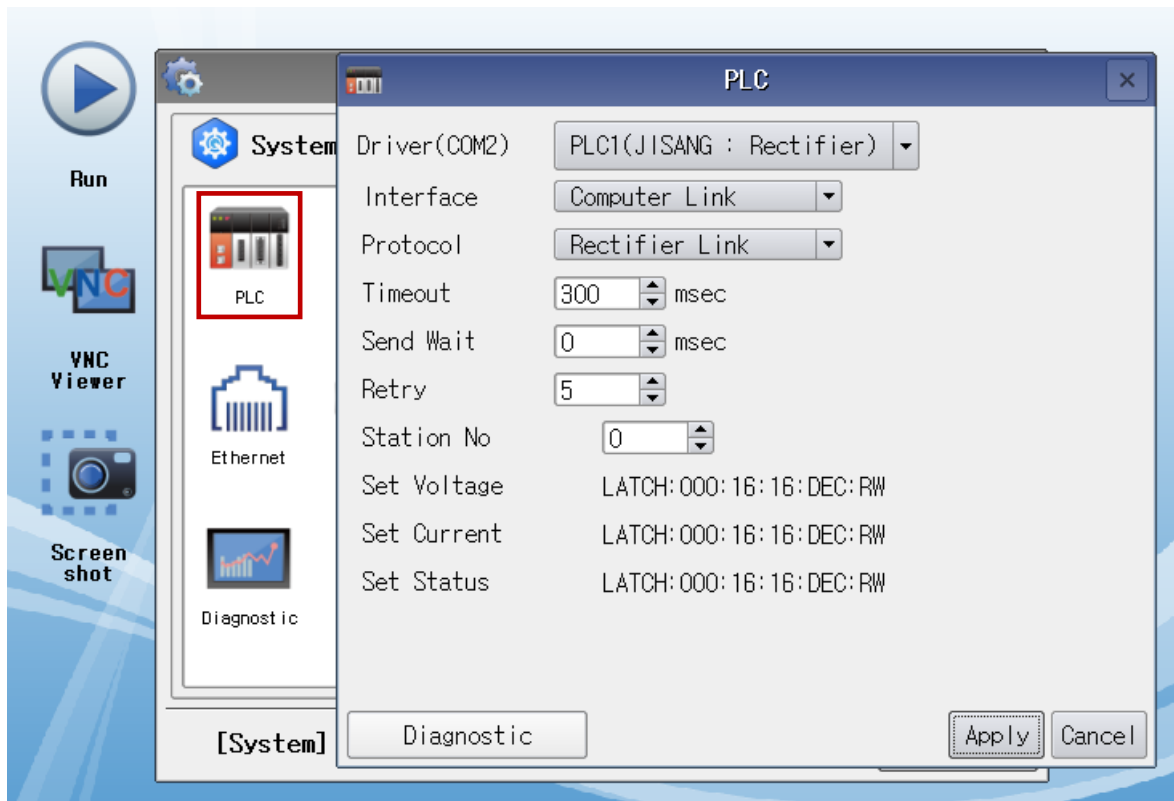 Run
VNC
Viewer
Screen
shot
System
PLC
Ethernet
Diagnostic
[System]
PLC
Driver(COM2) PLC1(JISANG : Rectifier)
Interface Computer Link
Protocol Rectifier Link
Timeout 300 msec
Send Wait 0 msec
Retry 5
Station No 0
Set Voltage LATCH:000:16:16:DEC:RW
Set Current LATCH:000:16:16:DEC:RW
Set Status LATCH:000:16:16:DEC:RW
Diagnostic Apply Cancel